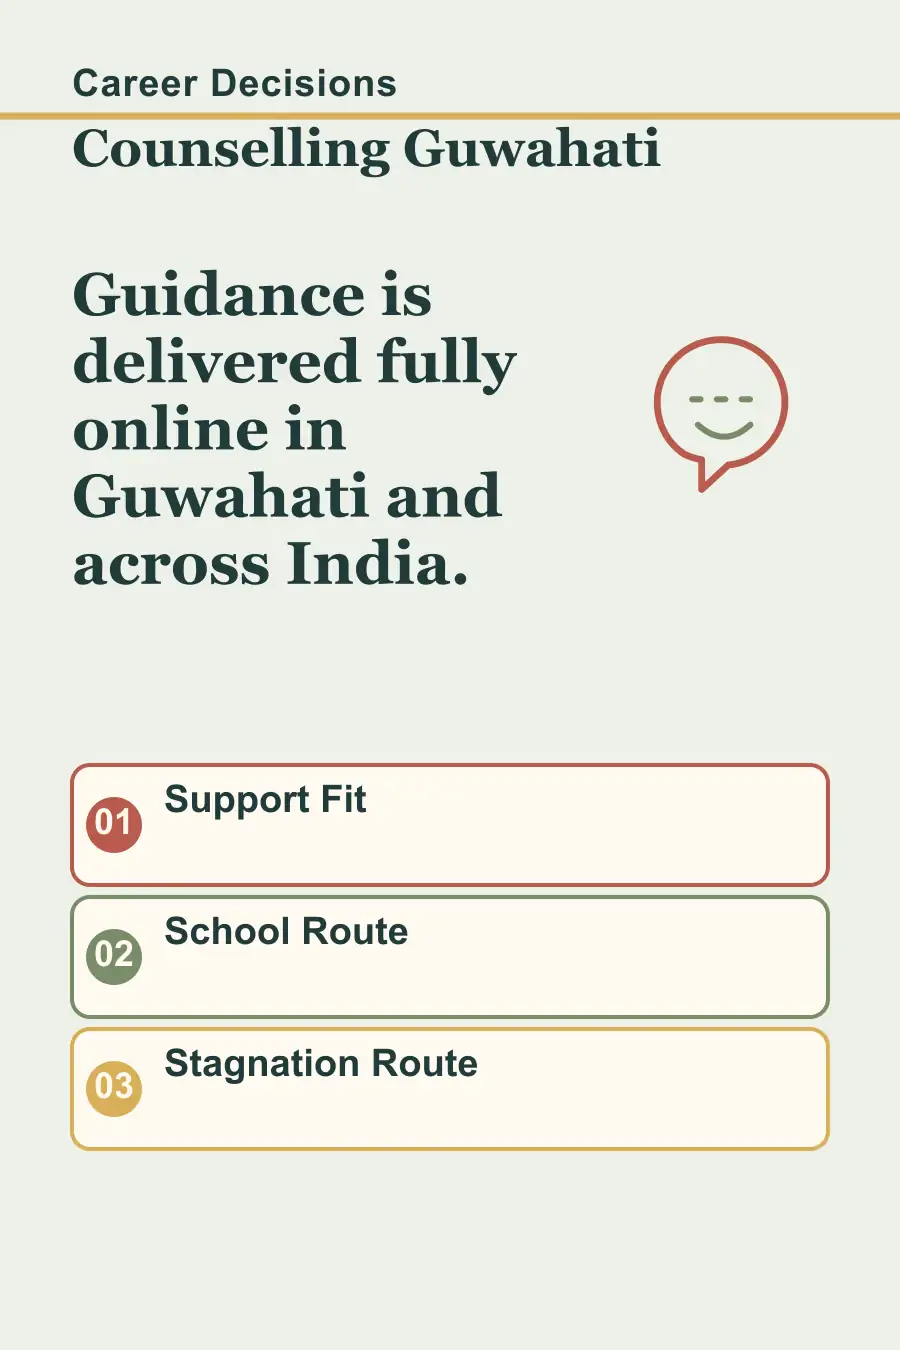 Career Decisions
Counselling Guwahati
Guidance is
delivered fully
online in
Guwahati and
across India.
01
Support Fit
02
School Route
03
Stagnation Route